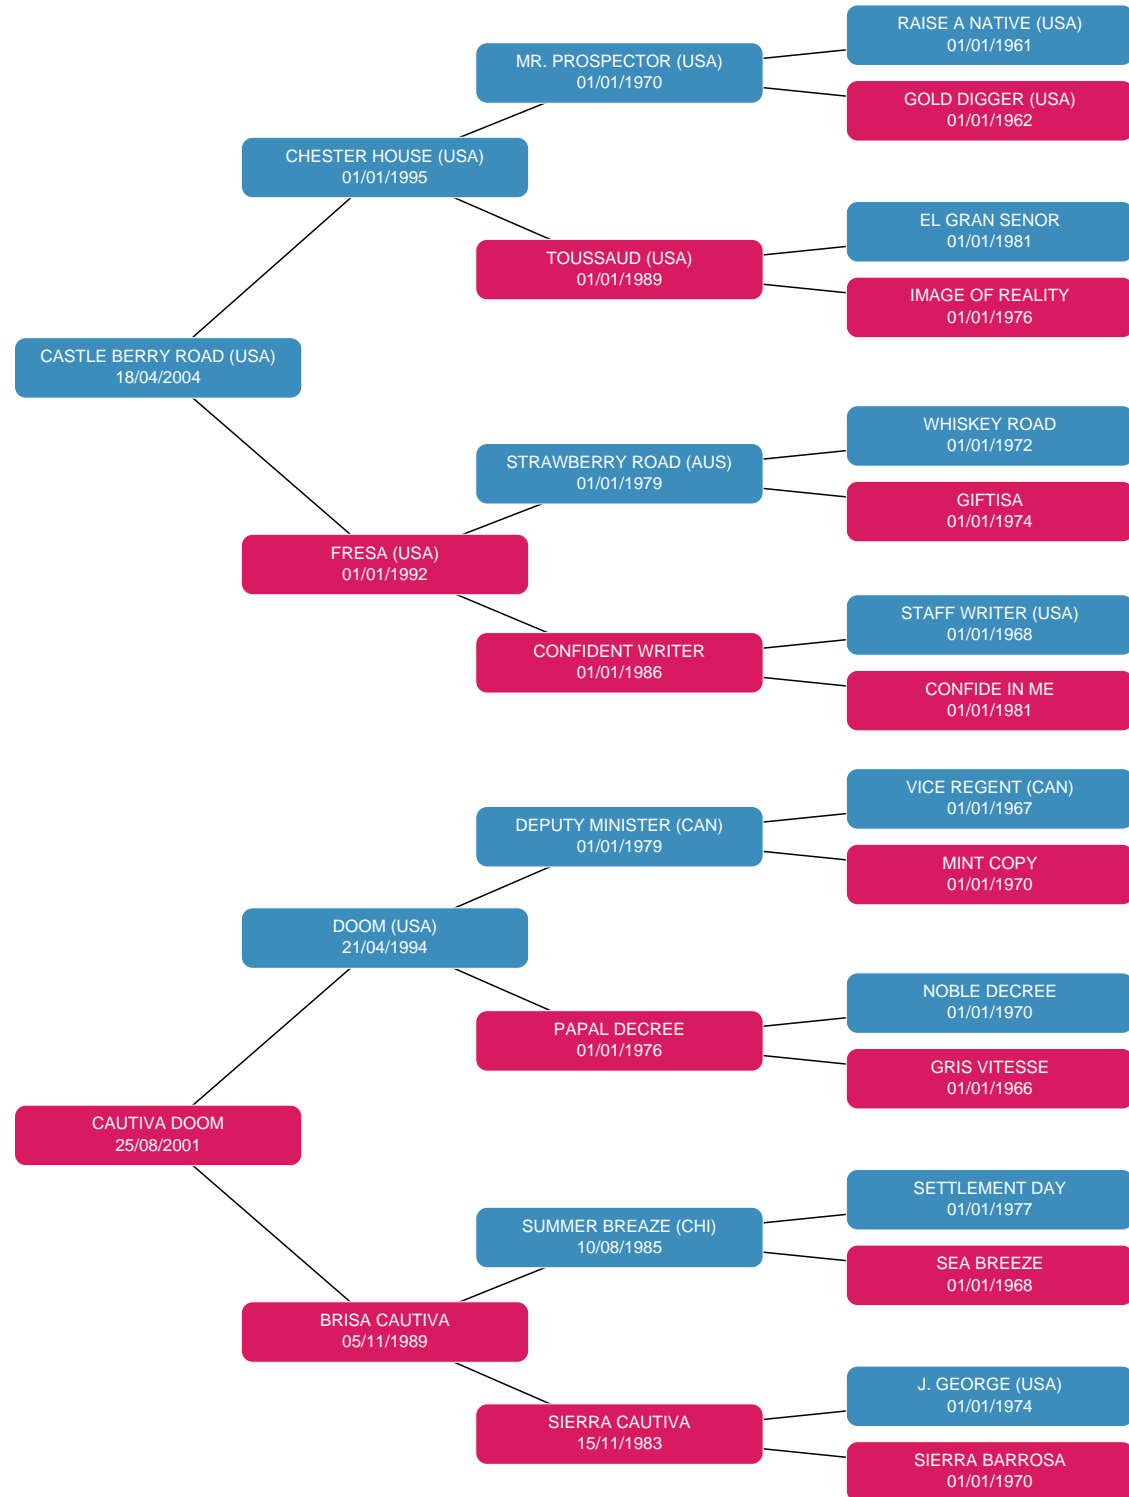 RAISE A NATIVE (USA)
01/01/1961
MR. PROSPECTOR (USA)
01/01/1970
GOLD DIGGER (USA)
01/01/1962
CHESTER HOUSE (USA)
01/01/1995
EL GRAN SENOR
01/01/1981
TOUSSAUD (USA)
01/01/1989
IMAGE OF REALITY
01/01/1976
CASTLE BERRY ROAD (USA)
18/04/2004
WHISKEY ROAD
01/01/1972
STRAWBERRY ROAD (AUS)
01/01/1979
GIFTISA
01/01/1974
FRESA (USA)
01/01/1992
STAFF WRITER (USA)
01/01/1968
CONFIDENT WRITER
01/01/1986
CONFIDE IN ME
01/01/1981
VICE REGENT (CAN)
01/01/1967
DEPUTY MINISTER (CAN)
01/01/1979
MINT COPY
01/01/1970
DOOM (USA)
21/04/1994
NOBLE DECREE
01/01/1970
PAPAL DECREE
01/01/1976
GRIS VITESSE
01/01/1966
CAUTIVA DOOM
25/08/2001
SETTLEMENT DAY
01/01/1977
SUMMER BREAZE (CHI)
10/08/1985
SEA BREEZE
01/01/1968
BRISA CAUTIVA
05/11/1989
J. GEORGE (USA)
01/01/1974
SIERRA CAUTIVA
15/11/1983
SIERRA BARROSA
01/01/1970